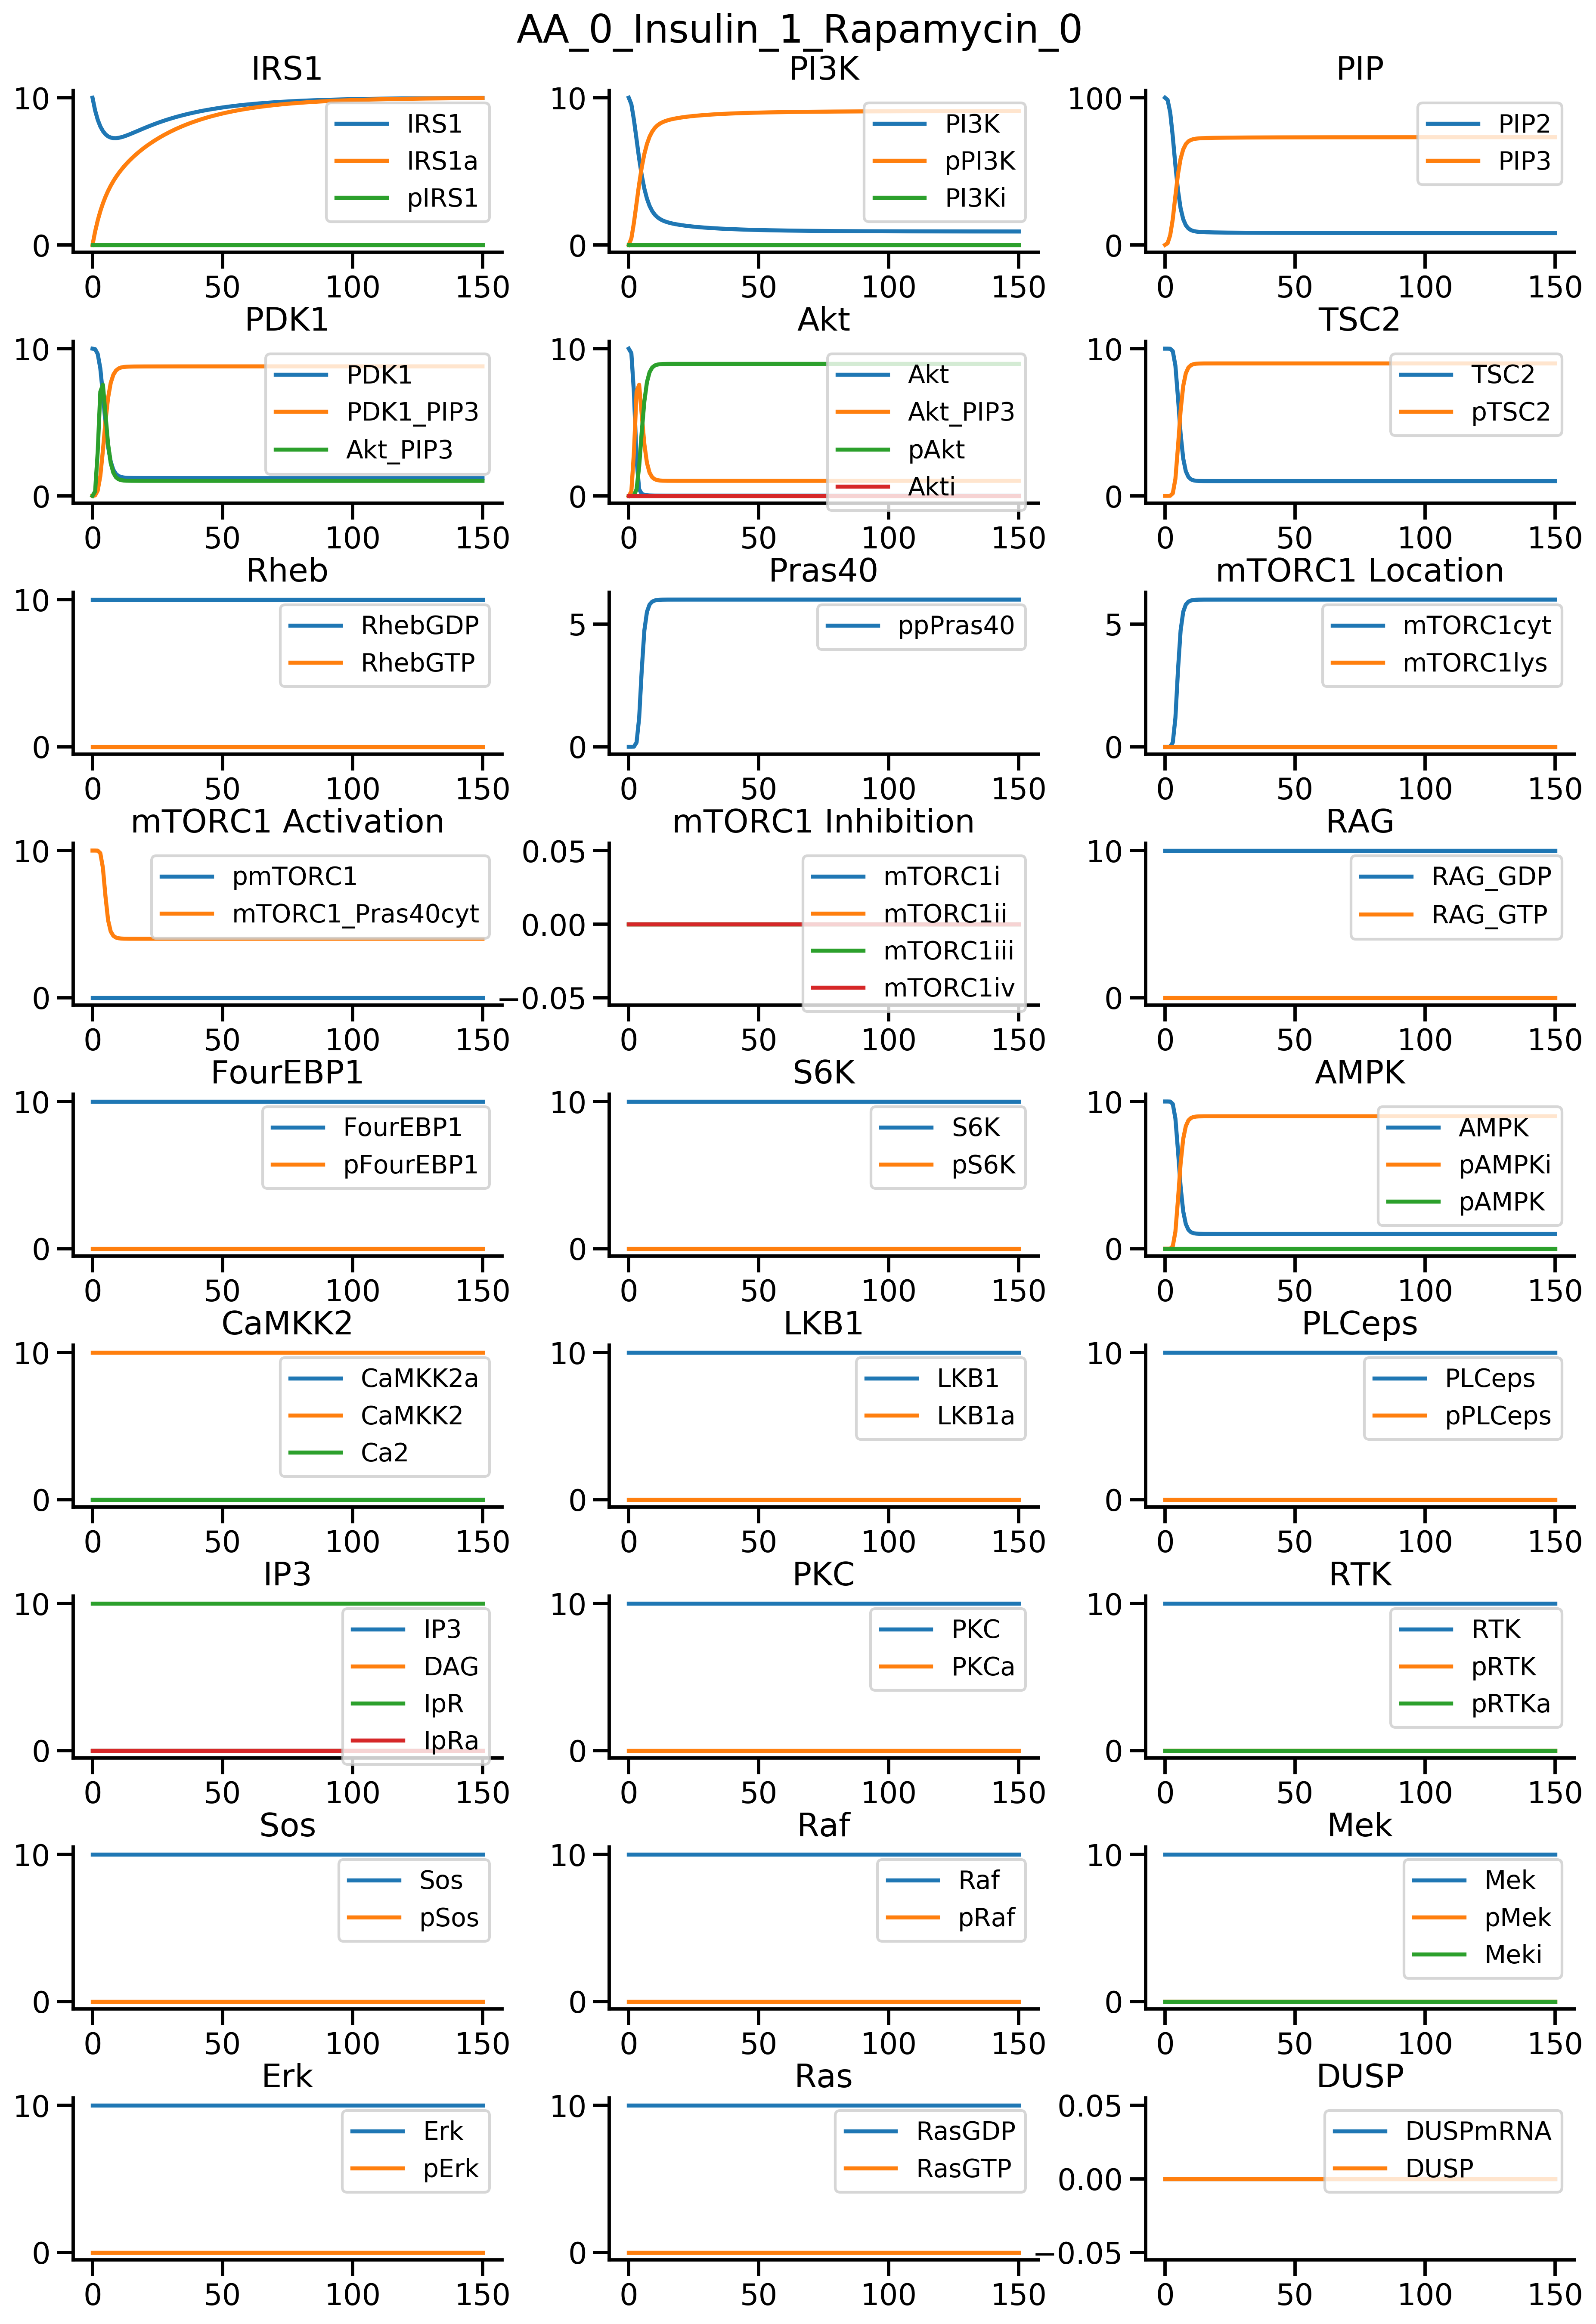 AA_0_Insulin_1_Rapamycin_0
IRS1
10
0
0 50 100 150
IRS1
IRS1a
pIRS1
PI3K
10
0
0 50 100 150
PI3K
pPI3K
PI3Ki
PIP
100
0
0 50 100 150
PIP2
PIP3
PDK1
10
0
0 50 100 150
PDK1
PDK1_PIP3
Akt_PIP3
Akt
10
0
0 50 100 150
Akt
Akt_PIP3
pAkt
Akti
TSC2
10
0
0 50 100 150
TSC2
pTSC2
Rheb
10
0
0 50 100 150
RhebGDP
RhebGTP
Pras40
5
0
0 50 100 150
ppPras40
mTORC1 Location
5
0
0 50 100 150
mTORC1cyt
mTORC1lys
mTORC1 Activation
10
0
0 50 100 150
pmTORC1
mTORC1_Pras40cyt
mTORC1 Inhibition
0.05
0.00
−0.05
0 50 100 150
mTORC1i
mTORC1ii
mTORC1iii
mTORC1iv
RAG
10
0
0 50 100 150
RAG_GDP
RAG_GTP
FourEBP1
10
0
0 50 100 150
FourEBP1
pFourEBP1
S6K
10
0
0 50 100 150
S6K
pS6K
AMPK
10
0
0 50 100 150
AMPK
pAMPKi
pAMPK
CaMKK2
10
0
0 50 100 150
CaMKK2a
CaMKK2
Ca2
LKB1
10
0
0 50 100 150
LKB1
LKB1a
PLCeps
10
0
0 50 100 150
PLCeps
pPLCeps
IP3
10
0
0 50 100 150
IP3
DAG
IpR
IpRa
PKC
10
0
0 50 100 150
PKC
PKCa
RTK
10
0
0 50 100 150
RTK
pRTK
pRTKa
Sos
10
0
0 50 100 150
Sos
pSos
Raf
10
0
0 50 100 150
Raf
pRaf
Mek
10
0
0 50 100 150
Mek
pMek
Meki
Erk
10
0
0 50 100 150
Erk
pErk
Ras
10
0
0 50 100 150
RasGDP
RasGTP
DUSP
0.05
0.00
−0.05
0 50 100 150
DUSPmRNA
DUSP